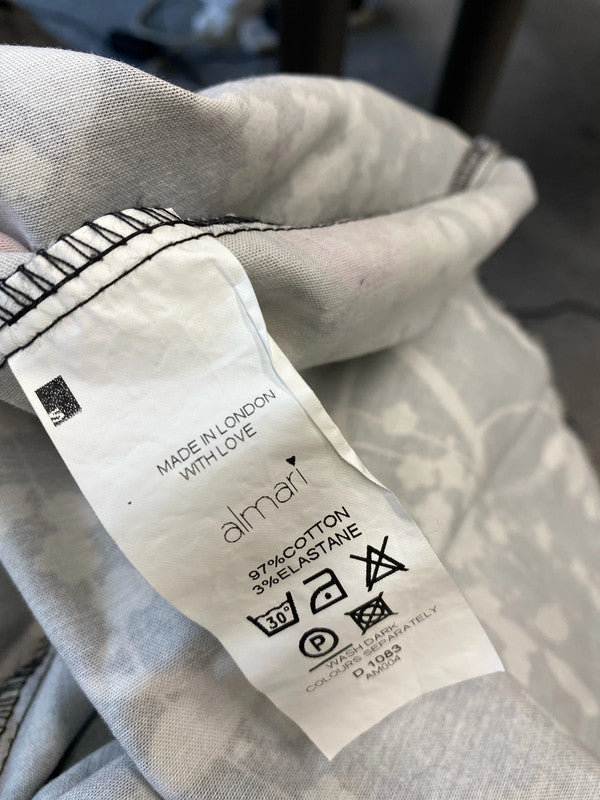 S
MADE IN LONDON
WITH LOVE
almari
97%COTTON
3%ELASTANE
30°
P
WASH DARK
COLOURS SEPARATELY
D 1083
AM004